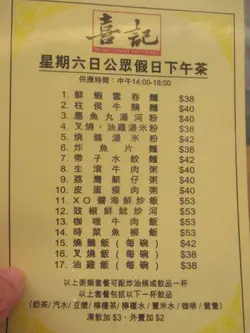 喜記
星期六日公眾假日下午茶
供應時間：中午14:00-18:00
1. 鮮蝦雲吞麵 $38
2. 柱侯牛腩麵 $40
3. 墨魚丸湯河粉 $40
4. 叉燒，油雞湯米粉 $38
5. 燒鵝湯米粉 $42
6. 炸魚片麵 $38
7. 帶子水餃麵 $42
8. 生滾牛肉粥 $40
9. 荔灣艇仔粥 $40
10. 皮蛋瘦肉粥 $40
11. XO醬海鮮炒飯 $53
12. 豉椒鮮魷炒河 $53
13. 咖喱牛肉飯 $53
14. 時菜魚柳飯 $53
15. 燒鵝飯（每碗） $42
16. 叉燒飯（每碗） $38
17. 油雞飯（每碗） $38
以上粥類套餐可配炸油條或飲品一杯
以上套餐包括以下一杯飲品
(奶茶/汽水/豆漿/檸檬茶/檸檬水/薏米水/咖啡/鴛鴦)
凍飲加 $3，外賣加 $2